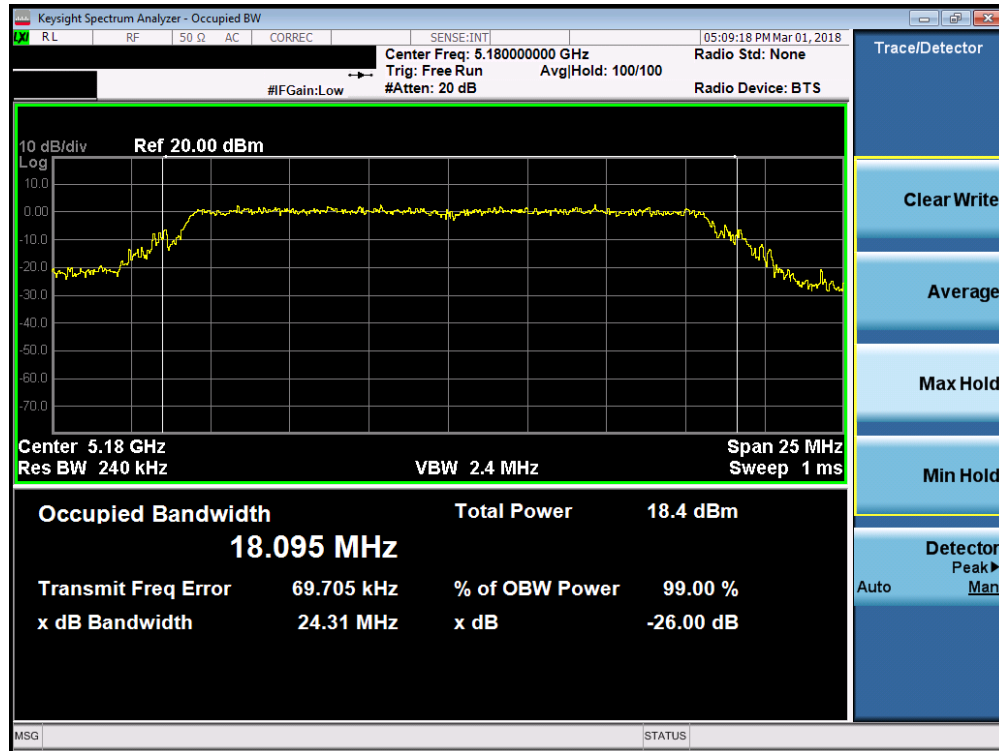 Keysight Spectrum Analyzer - Occupied BW
LXI RL RF 50 Ω AC CORREC SENSE:INT 05:09:18 PM Mar 01, 2018
Center Freq: 5.180000000 GHz Radio Std: None
Trig: Free Run Avg|Hold: 100/100
#IFGain:Low #Atten: 20 dB Radio Device: BTS
10 dB/div Ref 20.00 dBm
Log
10.0
0.00
-10.0
-20.0
-30.0
-40.0
-50.0
-60.0
-70.0
Center 5.18 GHz Span 25 MHz
Res BW 240 kHz VBW 2.4 MHz Sweep 1 ms
Occupied Bandwidth Total Power 18.4 dBm
18.095 MHz
Transmit Freq Error 69.705 kHz % of OBW Power 99.00 %
x dB Bandwidth 24.31 MHz x dB -26.00 dB
MSG STATUS
Trace/Detector
Clear Write
Average
Max Hold
Min Hold
Detector
Peak▶
Auto Man